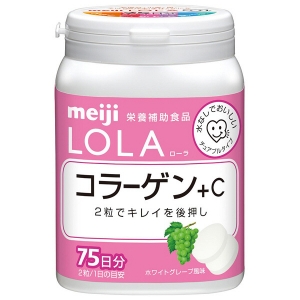 meiji 栄養補助食品
LOLA ローラ
水なしでおいしい
チュアブルタイプ
コラーゲン+C
2粒でキレイを後押し
75日分
2粒/1日の目安
ホワイトグレープ風味